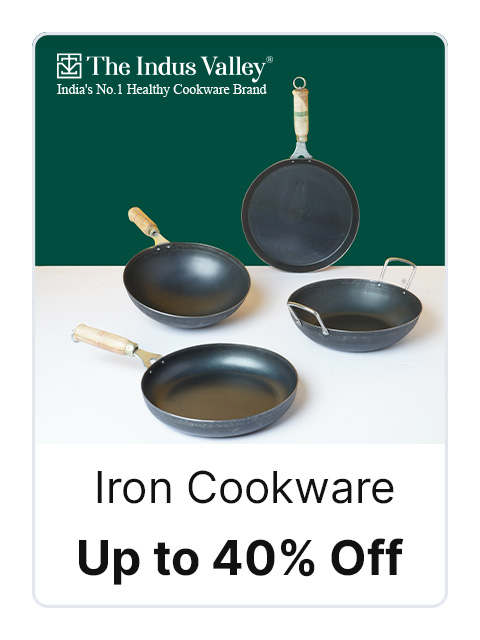 The Indus Valley®
India's No.1 Healthy Cookware Brand
Iron Cookware
Up to 40% Off